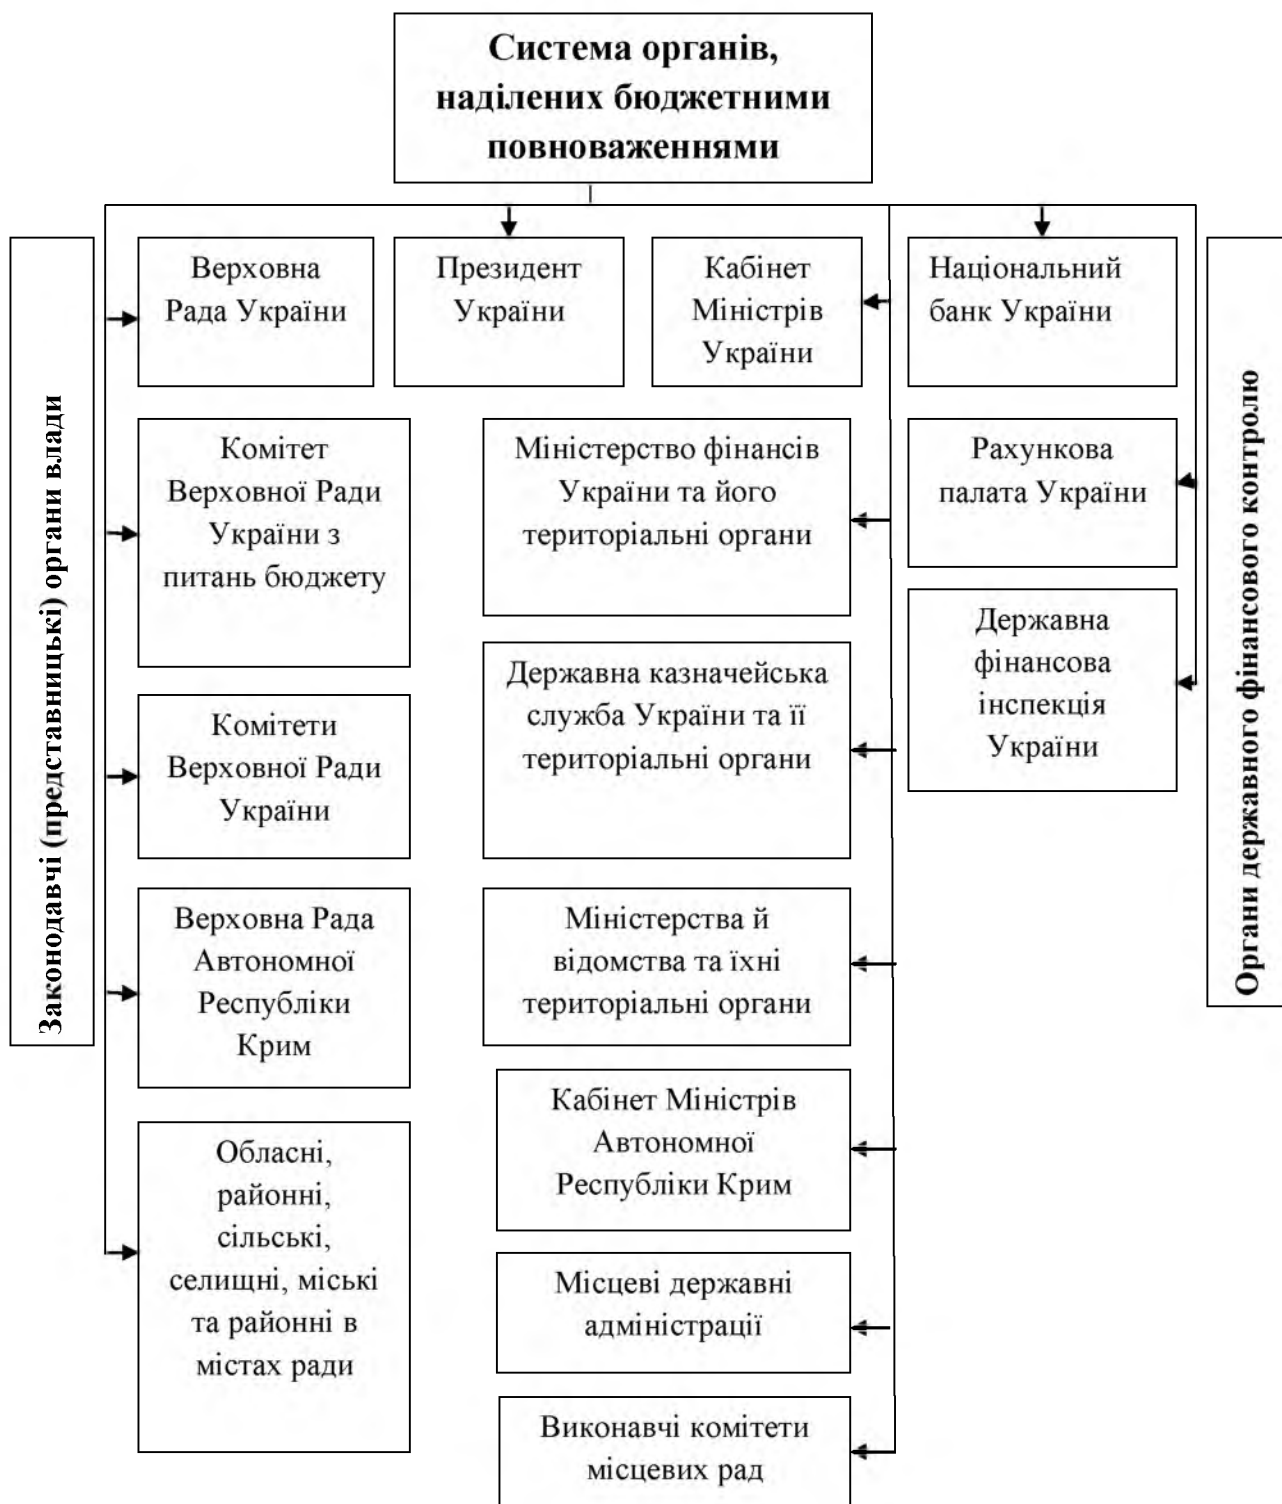 Система органів,
наділених бюджетними
повноваженнями
Законодавчі (представницькі) органи влади
Верховна
Рада України
Президент
України
Кабінет
Міністрів
України
Національний
банк України
Органи державного фінансового контролю
Комітет
Верховної Ради
України з
питань бюджету
Міністерство фінансів
України та його
територіальні органи
Рахункова
палата України
Державна
фінансова
інспекція
України
Державна казначейська
служба України та її
територіальні органи
Комітети
Верховної Ради
України
Верховна Рада
Автономної
Республіки
Крим
Міністерства й
відомства та їхні
територіальні органи
Кабінет Міністрів
Автономної
Республіки Крим
Обласні,
районні,
сільські,
селищні, міські
та районні в
містах ради
Місцеві державні
адміністрації
Виконавчі комітети
місцевих рад